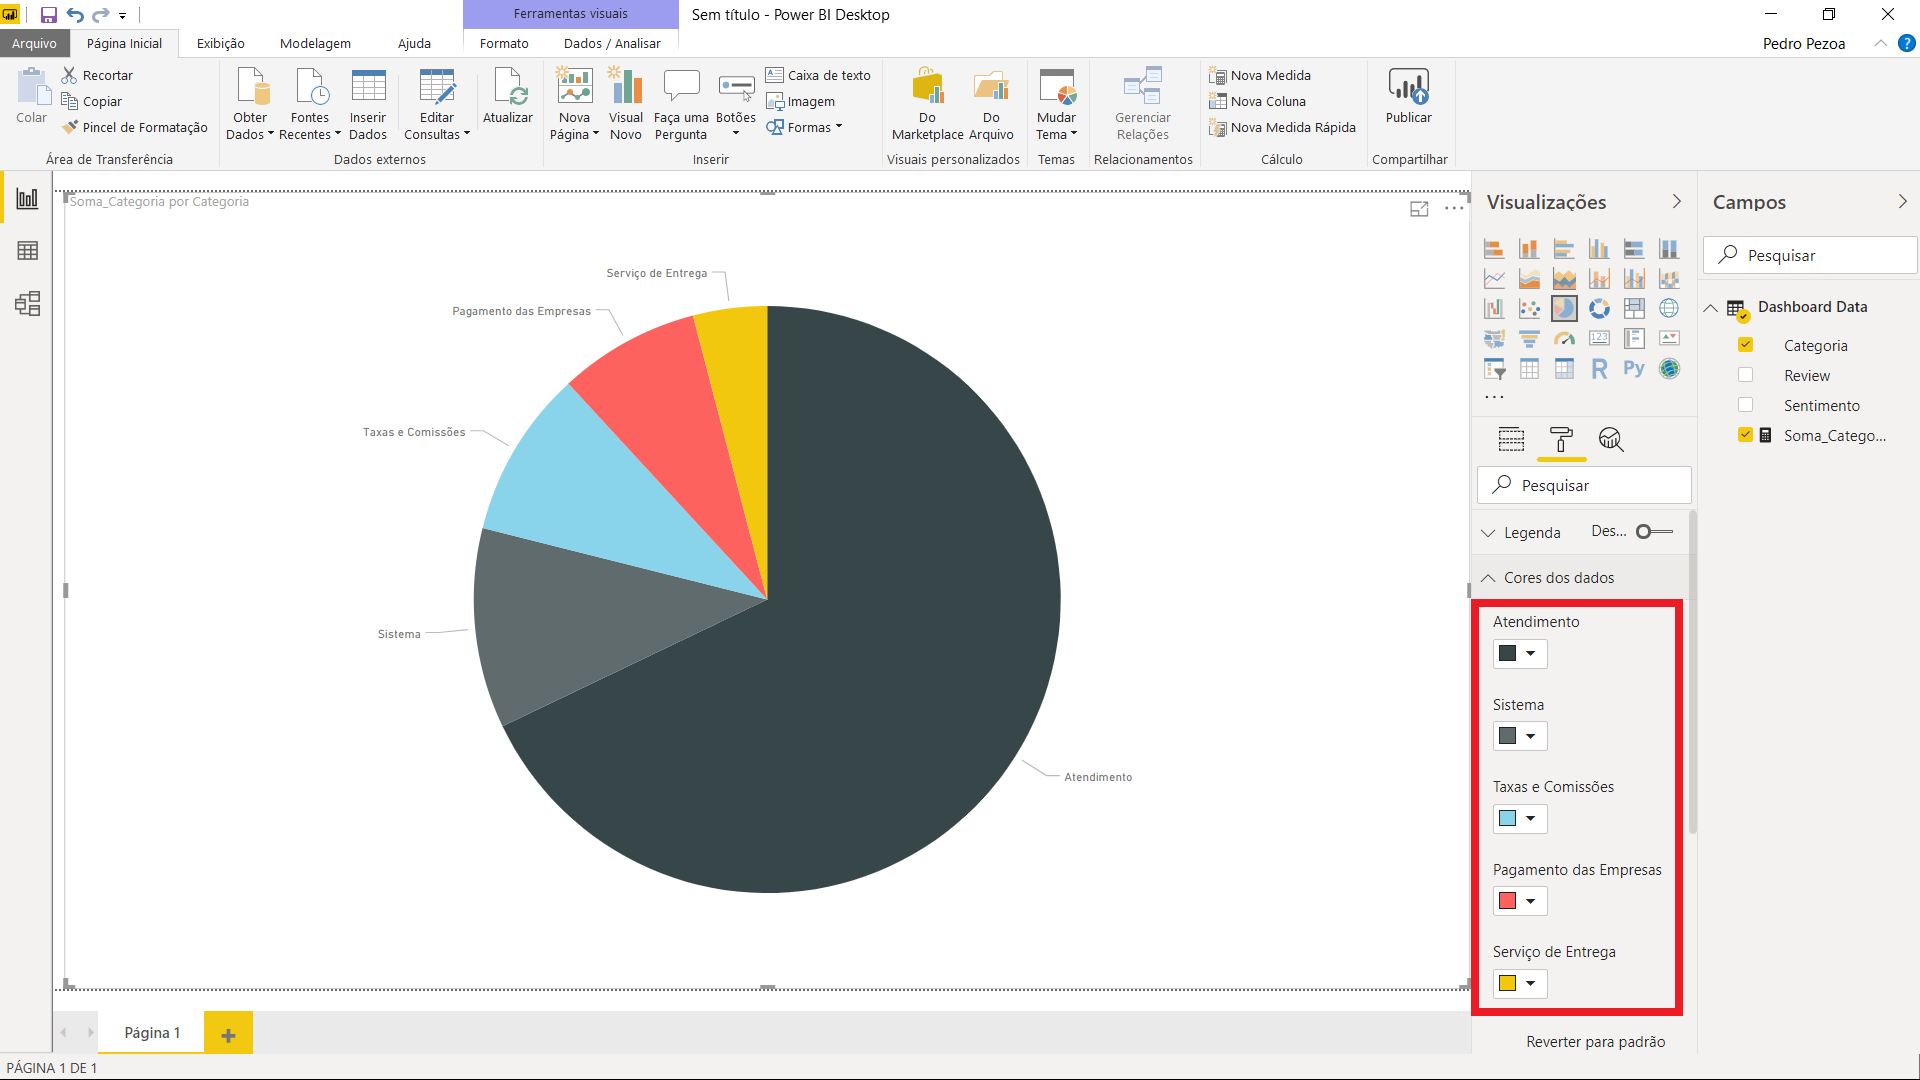 Ferramentas visuais
Sem título - Power BI Desktop
Arquivo
Página Inicial
Exibição
Modelagem
Ajuda
Formato
Dados / Analisar
Pedro Pezoa
?
Colar
Recortar
Copiar
Pincel de Formatação
Área de Transferência
Obter
Dados
Fontes
Recentes
Inserir
Dados
Editar
Consultas
Atualizar
Dados externos
Nova
Página
Visual
Novo
Faça uma
Pergunta
Botões
Caixa de texto
Imagem
Formas
Inserir
Do
Marketplace
Do
Arquivo
Visuais personalizados
Mudar
Tema
Temas
Gerenciar
Relações
Relacionamentos
Nova Medida
Nova Coluna
Nova Medida Rápida
Cálculo
Publicar
Compartilhar
Soma_Categoria por Categoria
Serviço de Entrega
Pagamento das Empresas
Taxas e Comissões
Sistema
Atendimento
Visualizações
123
R
Py
...
Pesquisar
Legenda
Des...
Cores dos dados
Atendimento
Sistema
Taxas e Comissões
Pagamento das Empresas
Serviço de Entrega
Reverter para padrão
Campos
Pesquisar
Dashboard Data
Categoria
Review
Sentimento
Soma_Catego...
Página 1
+
PÁGINA 1 DE 1